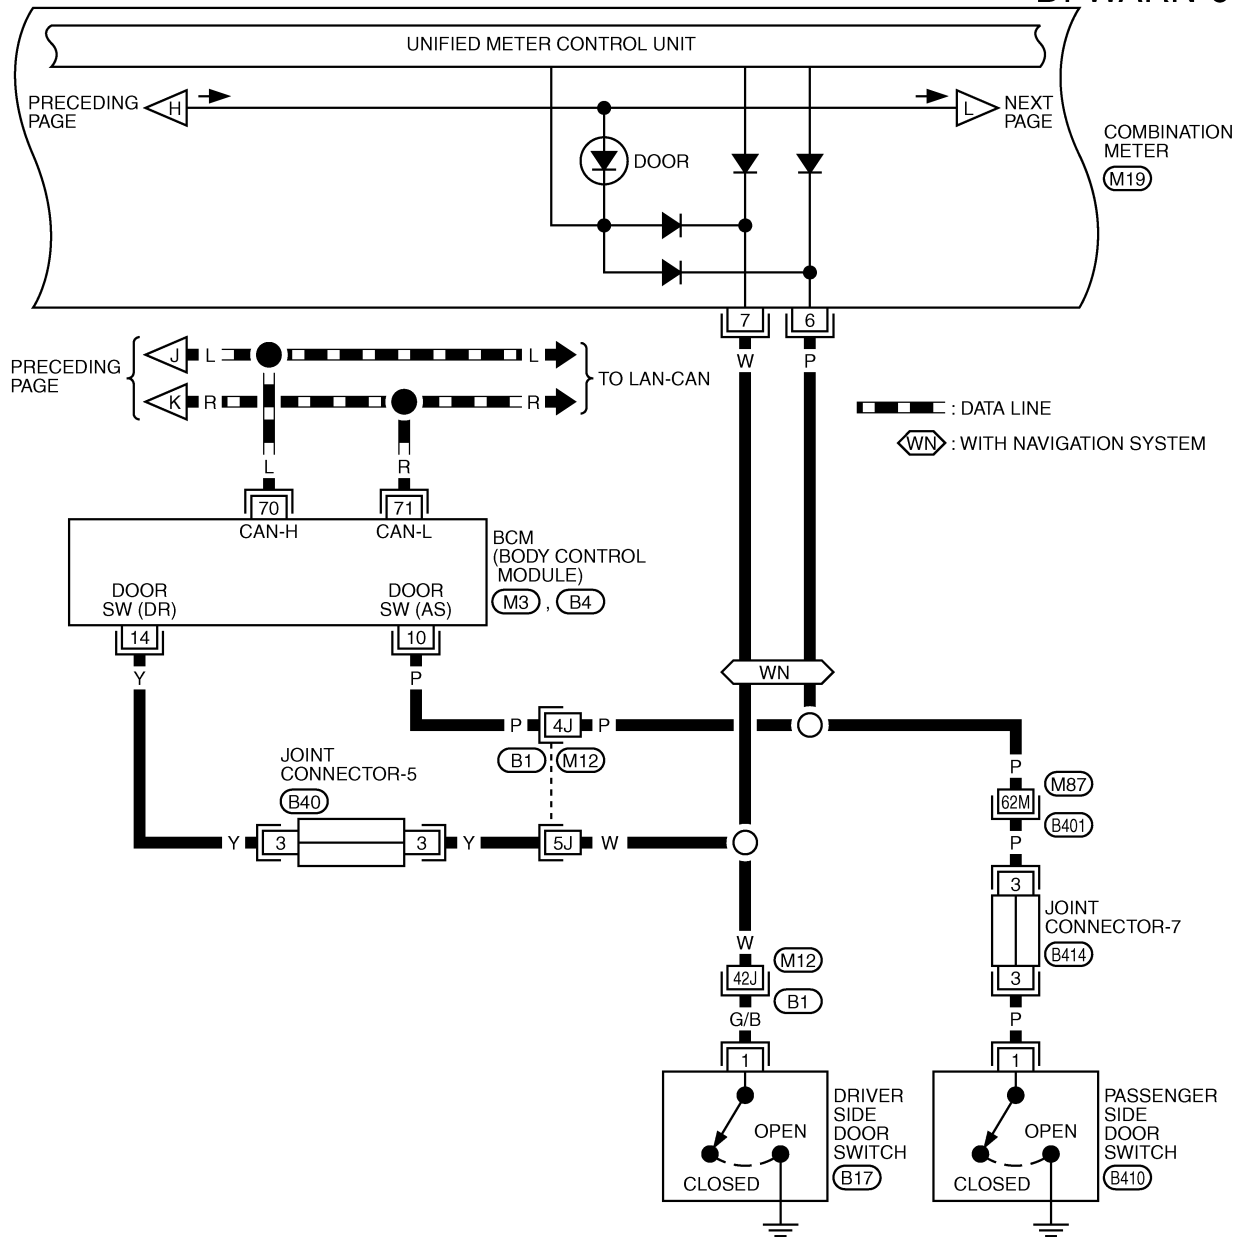 UNIFIED METER CONTROL UNIT
PRECEDING
PAGE
H
L
NEXT
PAGE
COMBINATION
METER
M19
DOOR
7
6
W
P
PRECEDING
PAGE
J
L
L
K
R
R
TO LAN-CAN
: DATA LINE
WN
: WITH NAVIGATION SYSTEM
L
R
70
71
CAN-H
CAN-L
BCM
(BODY CONTROL
MODULE)
M3 , B4
DOOR
SW (DR)
DOOR
SW (AS)
14
10
Y
P
WN
P
4J
P
B1
M12
JOINT
CONNECTOR-5
B40
Y
3
3
Y
5J
W
P
62M
M87
B401
P
3
JOINT
CONNECTOR-7
B414
3
P
W
42J
M12
B1
G/B
1
1
DRIVER
SIDE
DOOR
SWITCH
B17
OPEN
CLOSED
PASSENGER
SIDE
DOOR
SWITCH
B410
OPEN
CLOSED